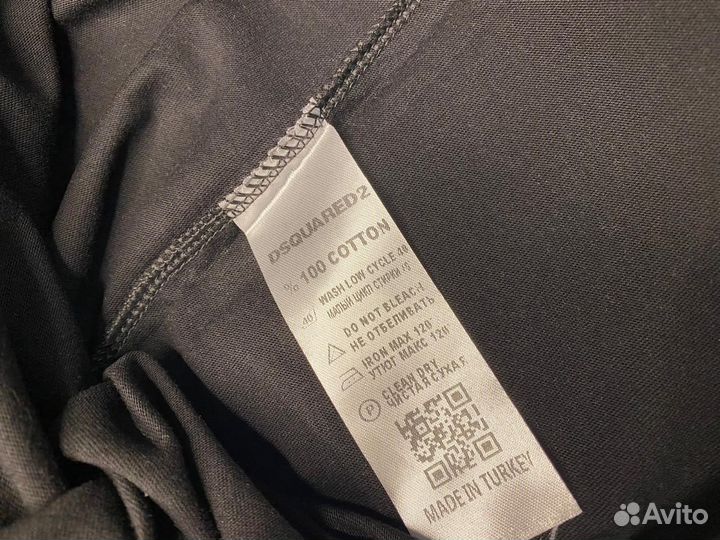 DSQUARED2
% 100 COTTON
40 WASH LOW CYCLE 40
МАЛЫЙ ЦИКЛ СТИРКИ
DO NOT BLEACH
НЕ ОТБЕЛИВАТЬ
IRON MAX 120°
УТЮГ МАКС 120°
P CLEAN DRY
ЦИСТАЯ СУХАЯ
MADE IN TURKEY
Avito